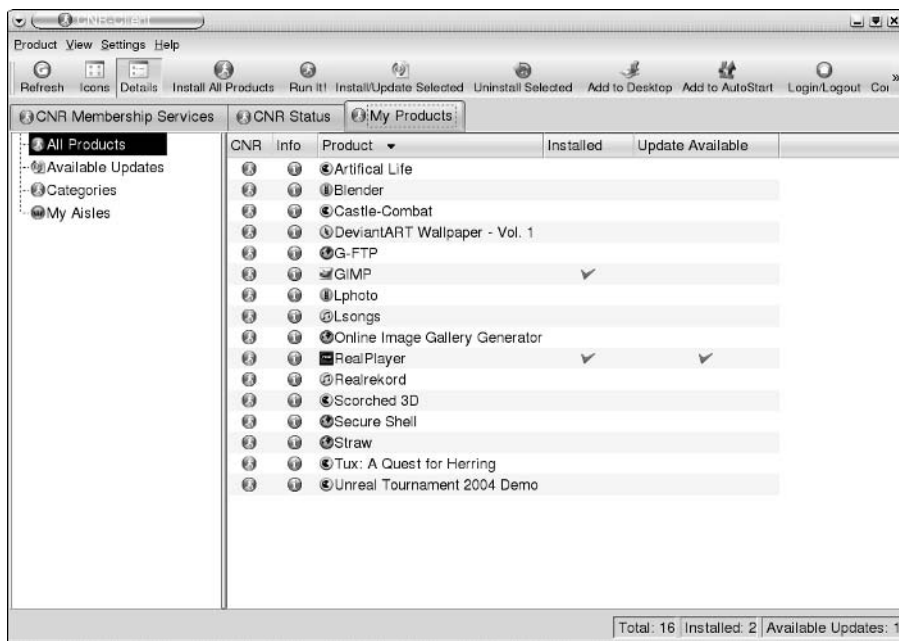 CNR-Client
Product View Settings Help
Refresh Icons Details Install All Products Run It! Install/Update Selected Uninstall Selected Add to Desktop Add to AutoStart Login/Logout Co
CNR Membership Services CNR Status My Products
All Products
Available Updates
Categories
My Aisles
CNR Info Product Installed Update Available
Artifical Life
Blender
Castle-Combat
DeviantART Wallpaper - Vol. 1
G-FTP
GIMP
Lphoto
Lsongs
Online Image Gallery Generator
RealPlayer
Realrekord
Scorched 3D
Secure Shell
Straw
Tux: A Quest for Herring
Unreal Tournament 2004 Demo
Total: 16 Installed: 2 Available Updates: 1